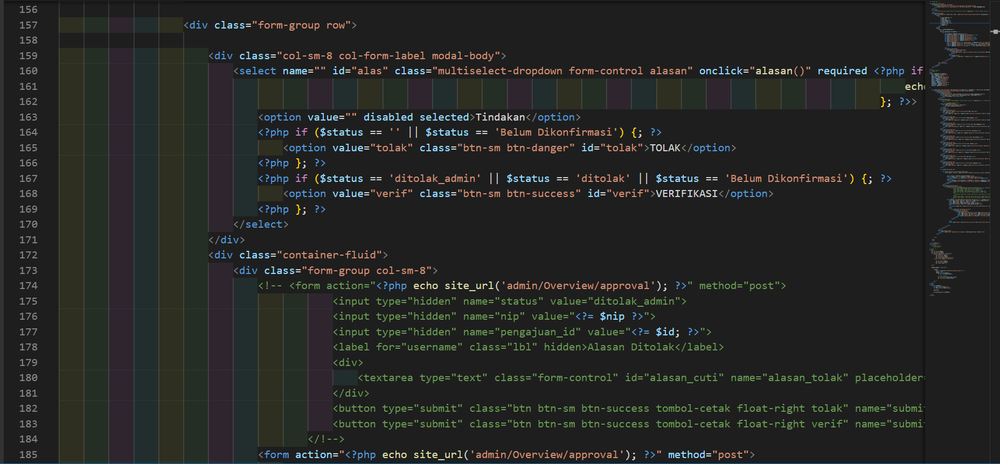 156
157 <div class="form-group row">
158
159 <div class="col-sm-8 col-form-label modal-body">
160 <select name="" id="alas" class="multiselect-dropdown form-control alasan" onclick="alasan()" required <?php if
161 echo
162 }; ?>>
163 <option value="" disabled selected>Tindakan</option>
164 <?php if ($status == '' || $status == 'Belum Dikonfirmasi') {; ?>
165 <option value="tolak" class="btn-sm btn-danger" id="tolak">TOLAK</option>
166 <?php }; ?>
167 <?php if ($status == 'ditolak_admin' || $status == 'ditolak' || $status == 'Belum Dikonfirmasi') {; ?>
168 <option value="verif" class="btn-sm btn-success" id="verif">VERIFIKASI</option>
169 <?php }; ?>
170 </select>
171 </div>
172 <div class="container-fluid">
173 <div class="form-group col-sm-8">
174 <!-- <form action="<?php echo site_url('admin/Overview/approval'); ?>" method="post">
175 <input type="hidden" name="status" value="ditolak_admin">
176 <input type="hidden" name="nip" value="<?= $nip ?>">
177 <input type="hidden" name="pengajuan_id" value="<?= $id; ?>">
178 <label for="username" class="lbl" hidden>Alasan Ditolak</label>
179 <div>
180 <textarea type="text" class="form-control" id="alasan_cuti" name="alasan_tolak" placeholder=
181 </div>
182 <button type="submit" class="btn btn-sm btn-success tombol-cetak float-right tolak" name="submi
183 <button type="submit" class="btn btn-sm btn-success tombol-cetak float-right verif" name="submi
184 </!-->
185 <form action="<?php echo site_url('admin/Overview/approval'); ?>" method="post">